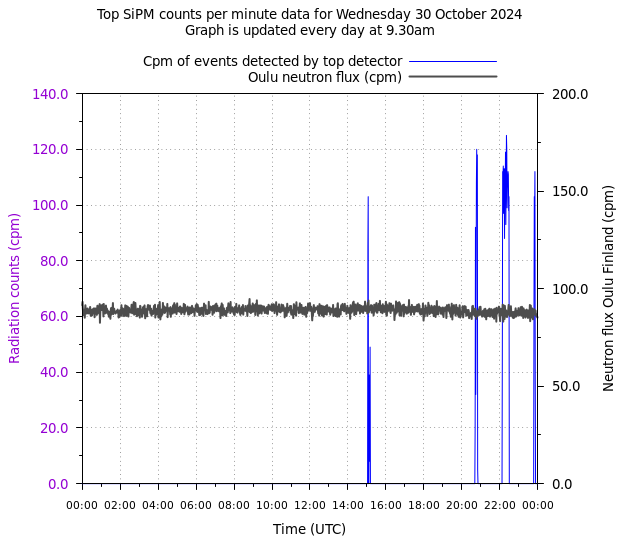 Top SiPM counts per minute data for Wednesday 30 October 2024
Graph is updated every day at 9.30am
Cpm of events detected by top detector
Oulu neutron flux (cpm)
140.0
120.0
100.0
80.0
60.0
40.0
20.0
0.0
Radiation counts (cpm)
200.0
150.0
100.0
50.0
0.0
Neutron flux Oulu Finland (cpm)
00:00 02:00 04:00 06:00 08:00 10:00 12:00 14:00 16:00 18:00 20:00 22:00 00:00
Time (UTC)